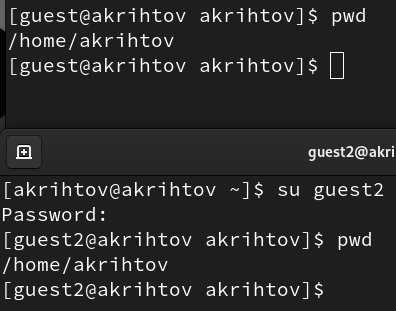 [guest@akrihtov akrihtov]$ pwd
/home/akrihtov
[guest@akrihtov akrihtov]$
guest2@akri
[akrihtov@akrihtov ~]$ su guest2
Password:
[guest2@akrihtov akrihtov]$ pwd
/home/akrihtov
[guest2@akrihtov akrihtov]$